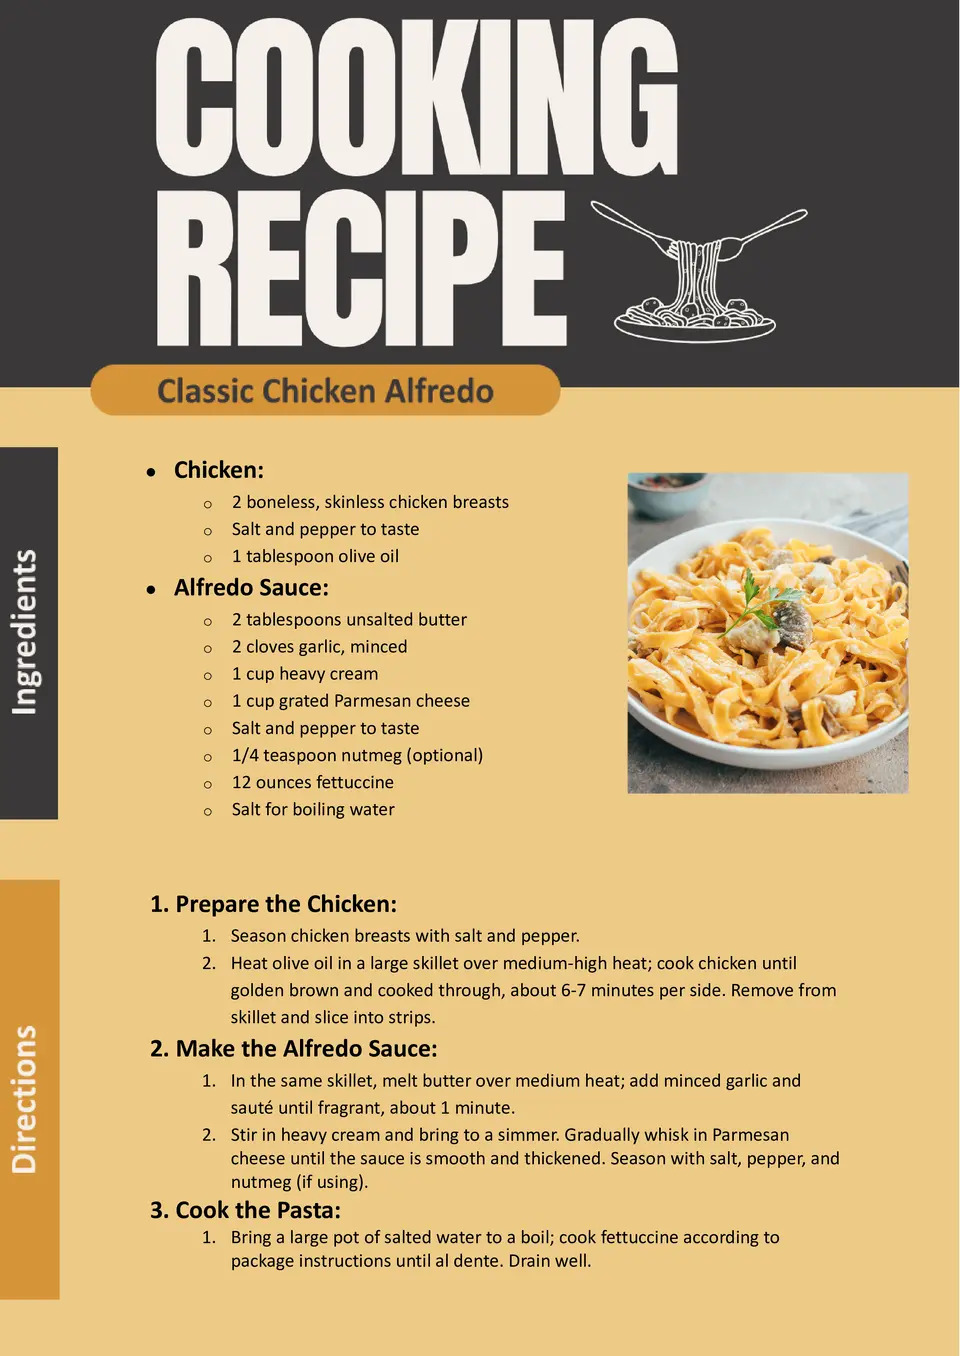 COOKING
RECIPE
Classic Chicken Alfredo
Ingredients
● Chicken:
o 2 boneless, skinless chicken breasts
o Salt and pepper to taste
o 1 tablespoon olive oil
● Alfredo Sauce:
o 2 tablespoons unsalted butter
o 2 cloves garlic, minced
o 1 cup heavy cream
o 1 cup grated Parmesan cheese
o Salt and pepper to taste
o 1/4 teaspoon nutmeg (optional)
o 12 ounces fettuccine
o Salt for boiling water
Directions
1. Prepare the Chicken:
1. Season chicken breasts with salt and pepper.
2. Heat olive oil in a large skillet over medium-high heat; cook chicken until
golden brown and cooked through, about 6-7 minutes per side. Remove from
skillet and slice into strips.
2. Make the Alfredo Sauce:
1. In the same skillet, melt butter over medium heat; add minced garlic and
sauté until fragrant, about 1 minute.
2. Stir in heavy cream and bring to a simmer. Gradually whisk in Parmesan
cheese until the sauce is smooth and thickened. Season with salt, pepper, and
nutmeg (if using).
3. Cook the Pasta:
1. Bring a large pot of salted water to a boil; cook fettuccine according to
package instructions until al dente. Drain well.